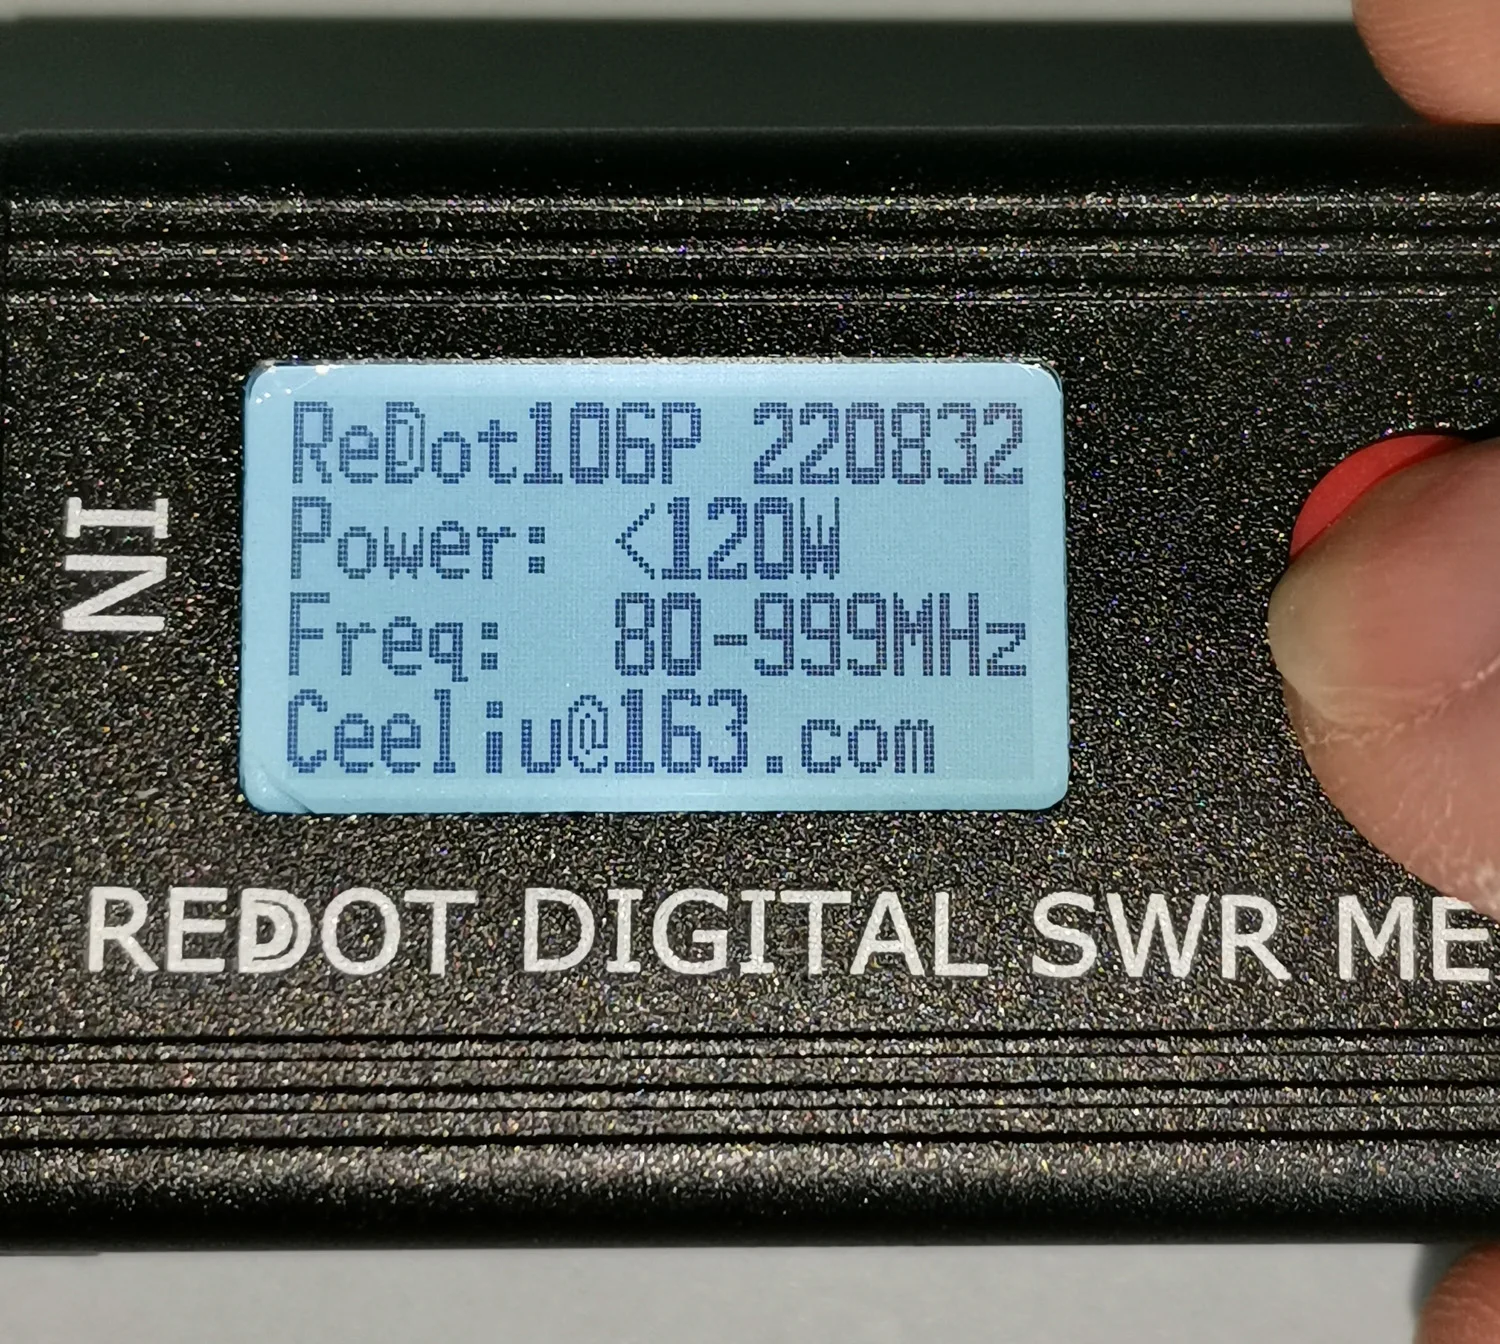 ReDot106P 220832
Power: <120W
Freq: 80-999MHz
Ceeliu@163.com
IN
REDOT DIGITAL SWR ME